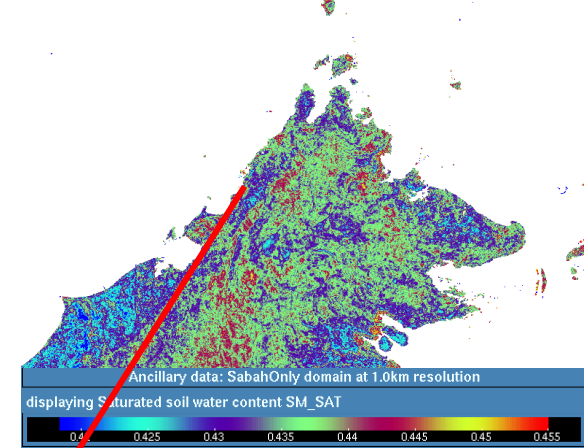 Ancillary data: SabahOnly domain at 1.0km resolution
displaying Saturated soil water content SM_SAT
0.425 0.43 0.435 0.44 0.445 0.45 0.455